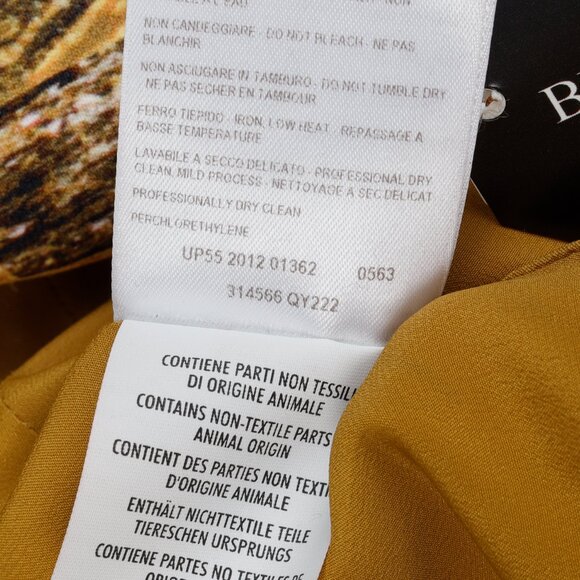 NON
NON CANDEGGIARE - DO NOT BLEACH - NE PAS
BLANCHIR
NON ASCIUGARE IN TAMBURO - DO NOT TUMBLE DRY
- NE PAS SECHER EN TAMBOUR
FERRO TIEPIDO - IRON, LOW HEAT - REPASSAGE A
BASSE TEMPERATURE
LAVABILE A SECCO DELICATO - PROFESSIONAL DRY
CLEAN, MILD PROCESS - NETTOYAGE A SEC DELICAT
PROFESSIONALLY DRY CLEAN
PERCHLORETHYLENE
UP55 2012 01362 0563
314566 QY222
B
CONTIENE PARTI NON TESSILI
DI ORIGINE ANIMALE
CONTAINS NON-TEXTILE PARTS
ANIMAL ORIGIN
CONTIENT DES PARTIES NON TEXTI
D'ORIGINE ANIMALE
ENTHÄLT NICHTTEXTILE TEILE
TIERESCHEN URSPRUNGS
CONTIENE PARTES NO TEXTILES DE